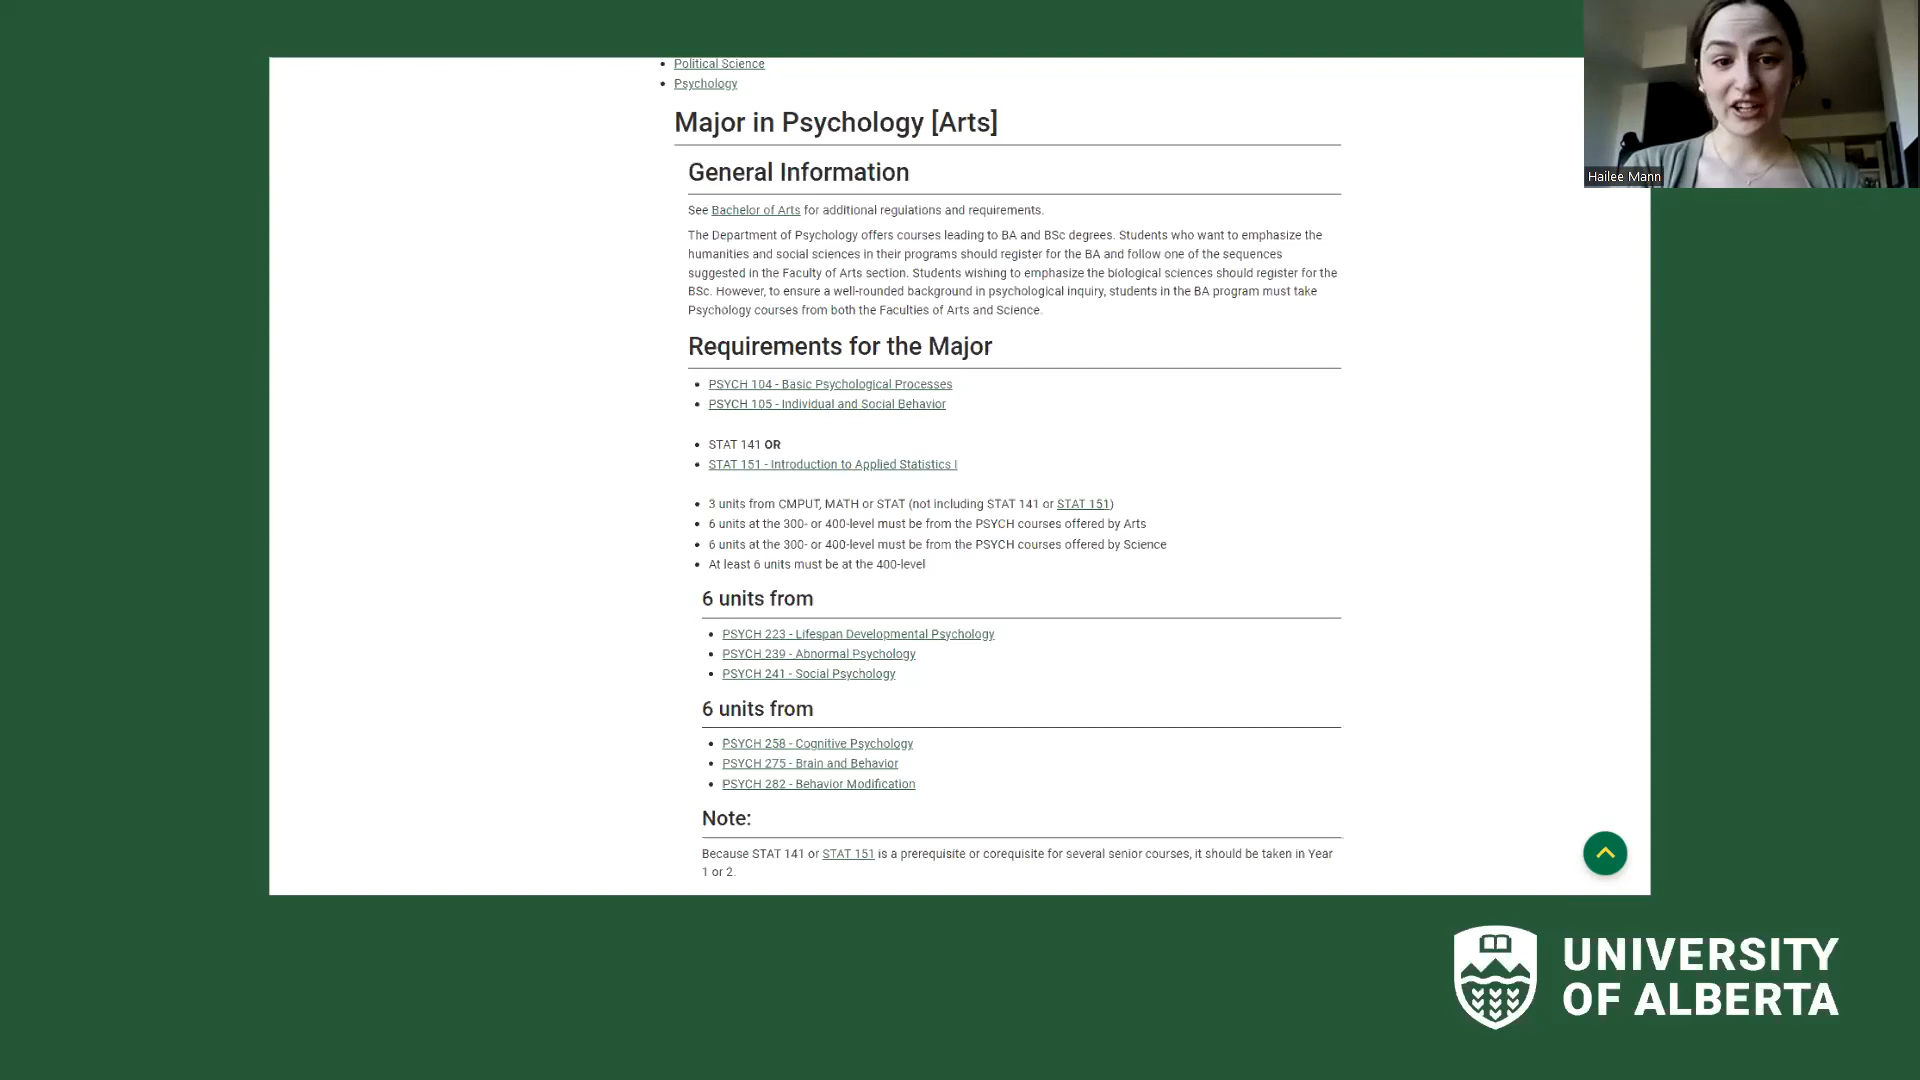 Political Science
Psychology
Major in Psychology [Arts]
General Information
See Bachelor of Arts for additional regulations and requirements.
The Department of Psychology offers courses leading to BA and BSc degrees. Students who want to emphasize the
humanities and social sciences in their programs should register for the BA and follow one of the sequences
suggested in the Faculty of Arts section. Students wishing to emphasize the biological sciences should register for the
BSc. However, to ensure a well-rounded background in psychological inquiry, students in the BA program must take
Psychology courses from both the Faculties of Arts and Science.
Requirements for the Major
PSYCH 104 - Basic Psychological Processes
PSYCH 105 - Individual and Social Behavior
STAT 141 OR
STAT 151 - Introduction to Applied Statistics I
3 units from CMPUT, MATH or STAT (not including STAT 141 or STAT 151)
6 units at the 300- or 400-level must be from the PSYCH courses offered by Arts
6 units at the 300- or 400-level must be from the PSYCH courses offered by Science
At least 6 units must be at the 400-level
6 units from
PSYCH 223 - Lifespan Developmental Psychology
PSYCH 239 - Abnormal Psychology
PSYCH 241 - Social Psychology
6 units from
PSYCH 258 - Cognitive Psychology
PSYCH 275 - Brain and Behavior
PSYCH 282 - Behavior Modification
Note:
Because STAT 141 or STAT 151 is a prerequisite or corequisite for several senior courses, it should be taken in Year
1 or 2.
Hailee Mann
UNIVERSITY
OF ALBERTA